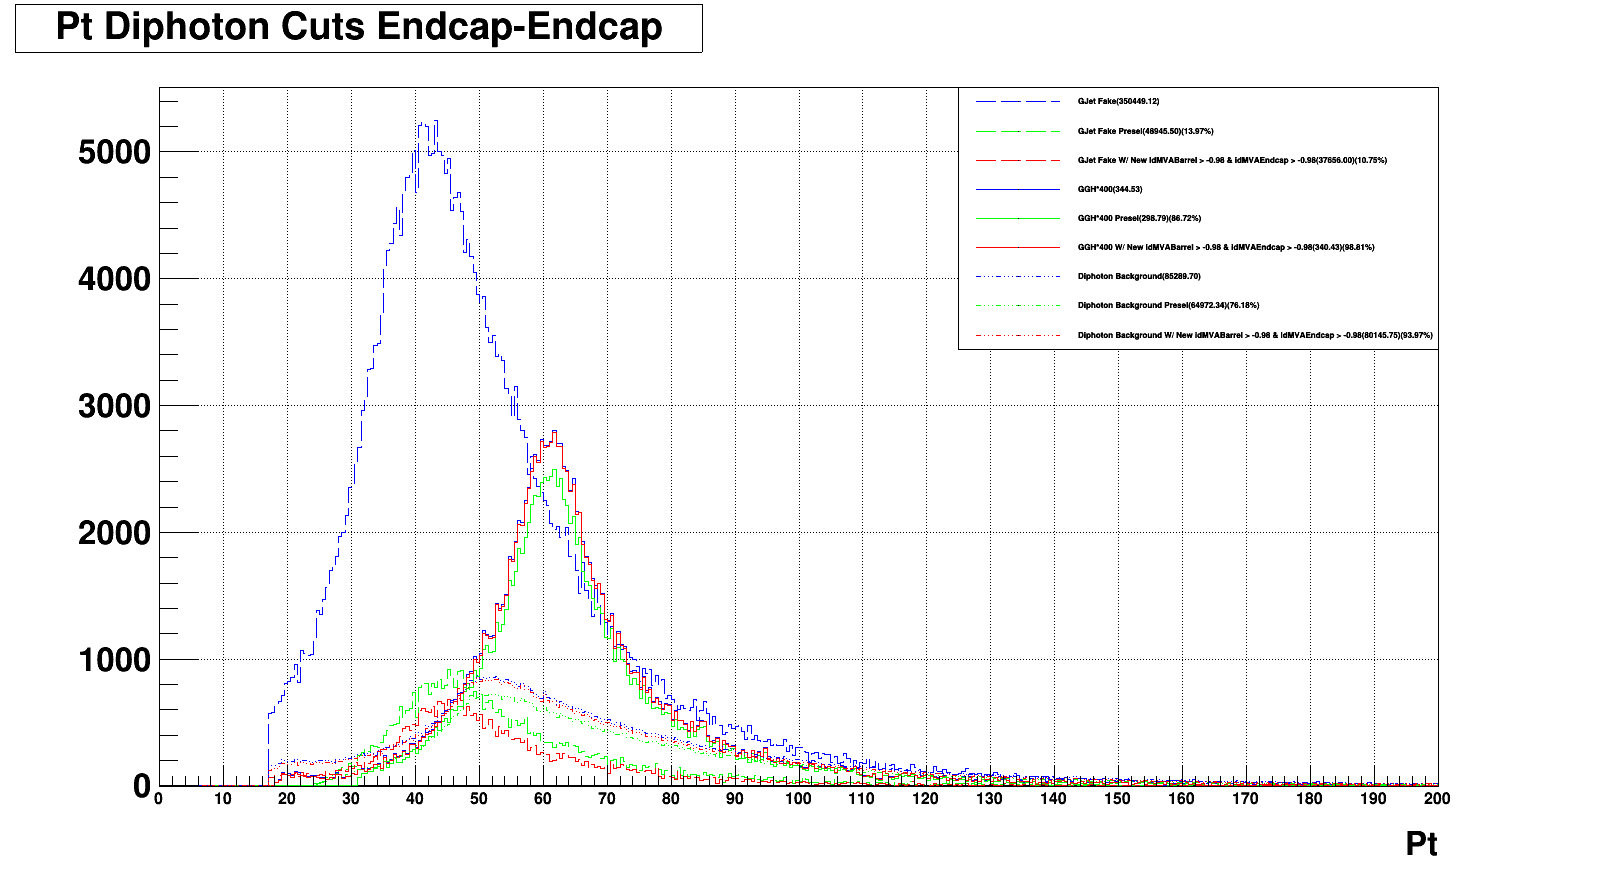 Pt Diphoton Cuts Endcap-Endcap
GJet Fake(350449.12)
GJet Fake Presel(48945.50)(13.97%)
GJet Fake W/ New idMVABarrel > -0.98 & idMVAEndcap > -0.98(37656.00)(10.75%)
GGH*400(344.53)
GGH*400 Presel(298.79)(86.72%)
GGH*400 W/ New idMVABarrel > -0.98 & idMVAEndcap > -0.98(340.43)(98.81%)
Diphoton Background(85289.70)
Diphoton Background Presel(64972.34)(76.18%)
Diphoton Background W/ New idMVABarrel > -0.98 & idMVAEndcap > -0.98(80145.75)(93.97%)
5000
4000
3000
2000
1000
0
0 10 20 30 40 50 60 70 80 90 100 110 120 130 140 150 160 170 180 190 200
Pt